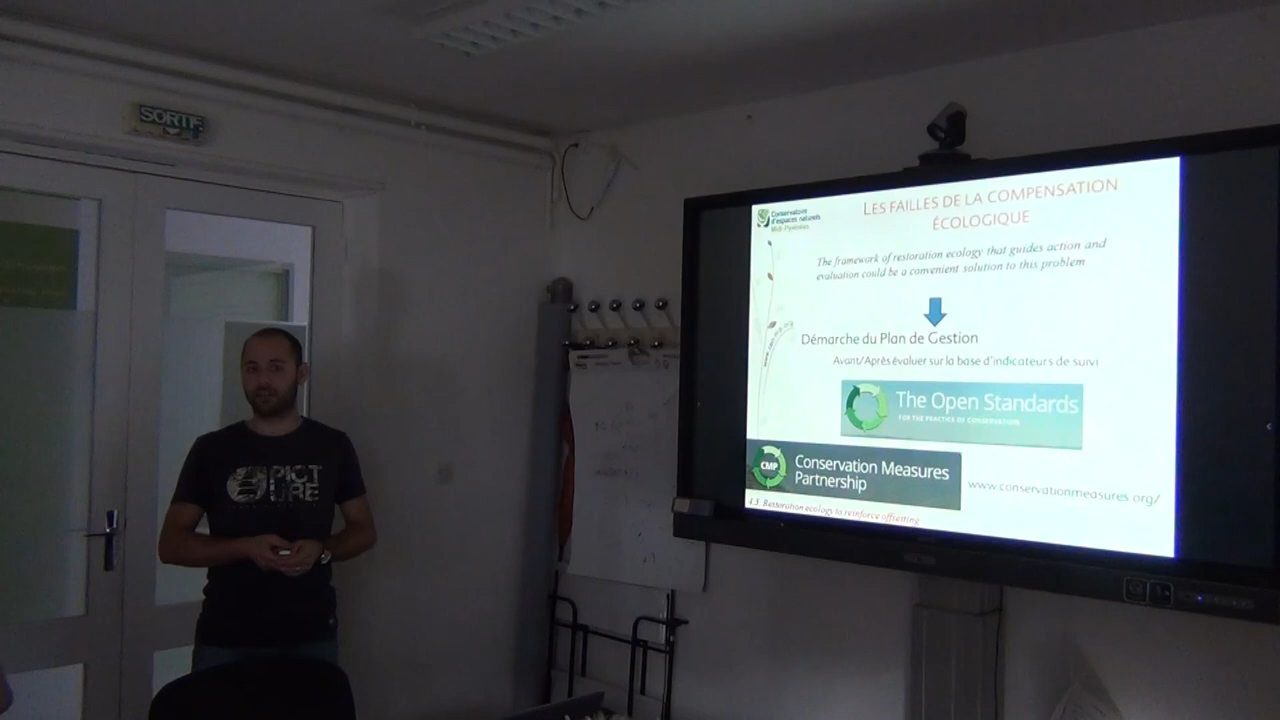 SORTIE
PICT
URE
Conservatoire
d'espaces naturels
Midi-Pyrénées
LES FAILLES DE LA COMPENSATION
ÉCOLOGIQUE
The framework of restoration ecology that guides action and
evaluation could be a convenient solution to this problem
Démarche du Plan de Gestion
Avant/Après évaluer sur la base d'indicateurs de suivi
The Open Standards
FOR THE PRACTICE OF CONSERVATION
CMP
Conservation Measures
Partnership
www.conservationmeasures.org/
4.3. Restoration ecology to reinforce offsetting